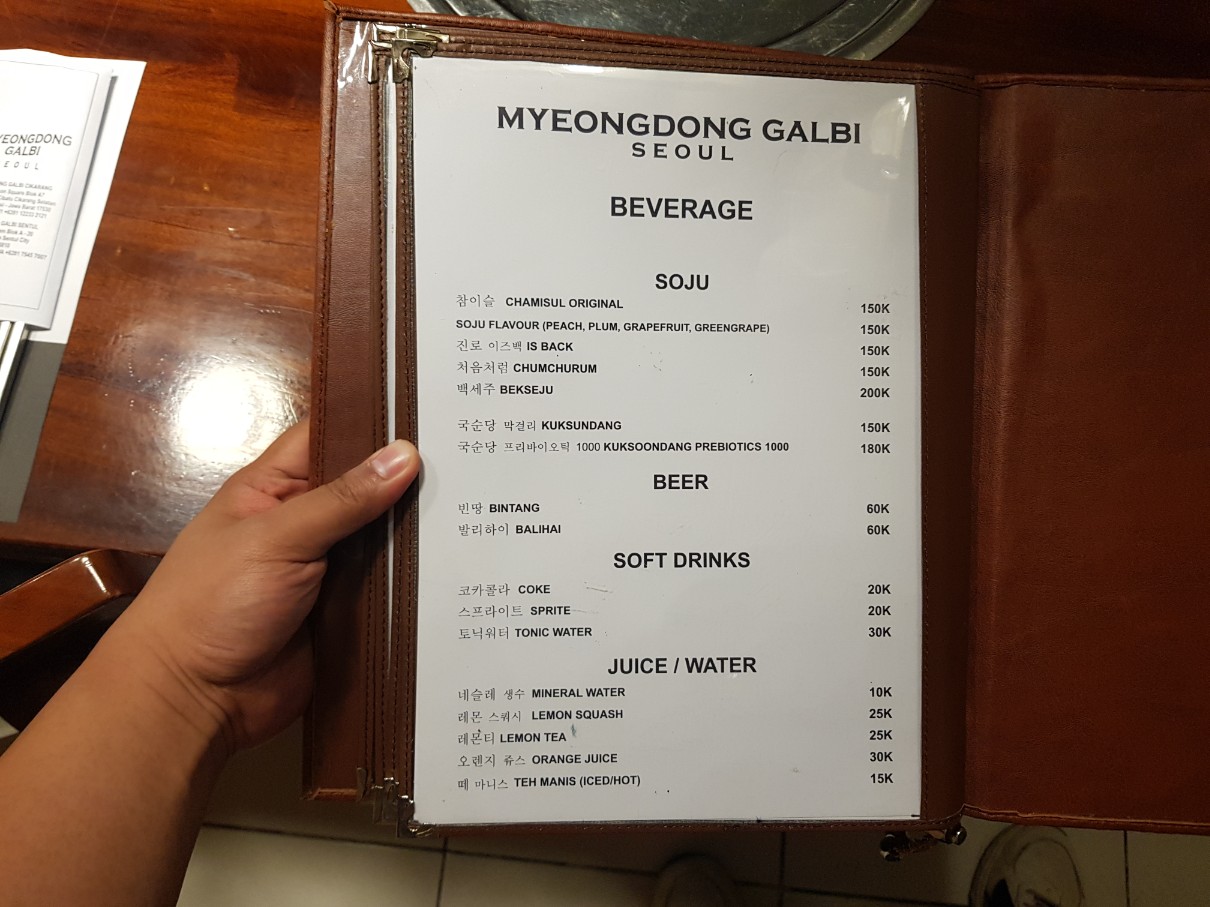 YEONGDONG
GALBI
E O U L
MYEONGDONG GALBI
SEOUL
BEVERAGE
SOJU
참이슬 CHAMISUL ORIGINAL 150K
SOJU FLAVOUR (PEACH, PLUM, GRAPEFRUIT, GREENGRAPE) 150K
진로 이즈백 IS BACK 150K
처음처럼 CHUMCHURUM 150K
백세주 BEKSEJU 200K
국순당 막걸리 KUKSUNDANG 150K
국순당 프리바이오틱 1000 KUKSOONDANG PREBIOTICS 1000 180K
BEER
빈땅 BINTANG 60K
발리하이 BALIHAI 60K
SOFT DRINKS
코카콜라 COKE 20K
스프라이트 SPRITE 20K
토닉워터 TONIC WATER 30K
JUICE / WATER
네슬레 생수 MINERAL WATER 10K
레몬 스쿼시 LEMON SQUASH 25K
레몬티 LEMON TEA 25K
오렌지 쥬스 ORANGE JUICE 30K
떼 마니스 TEH MANIS (ICED/HOT) 15K